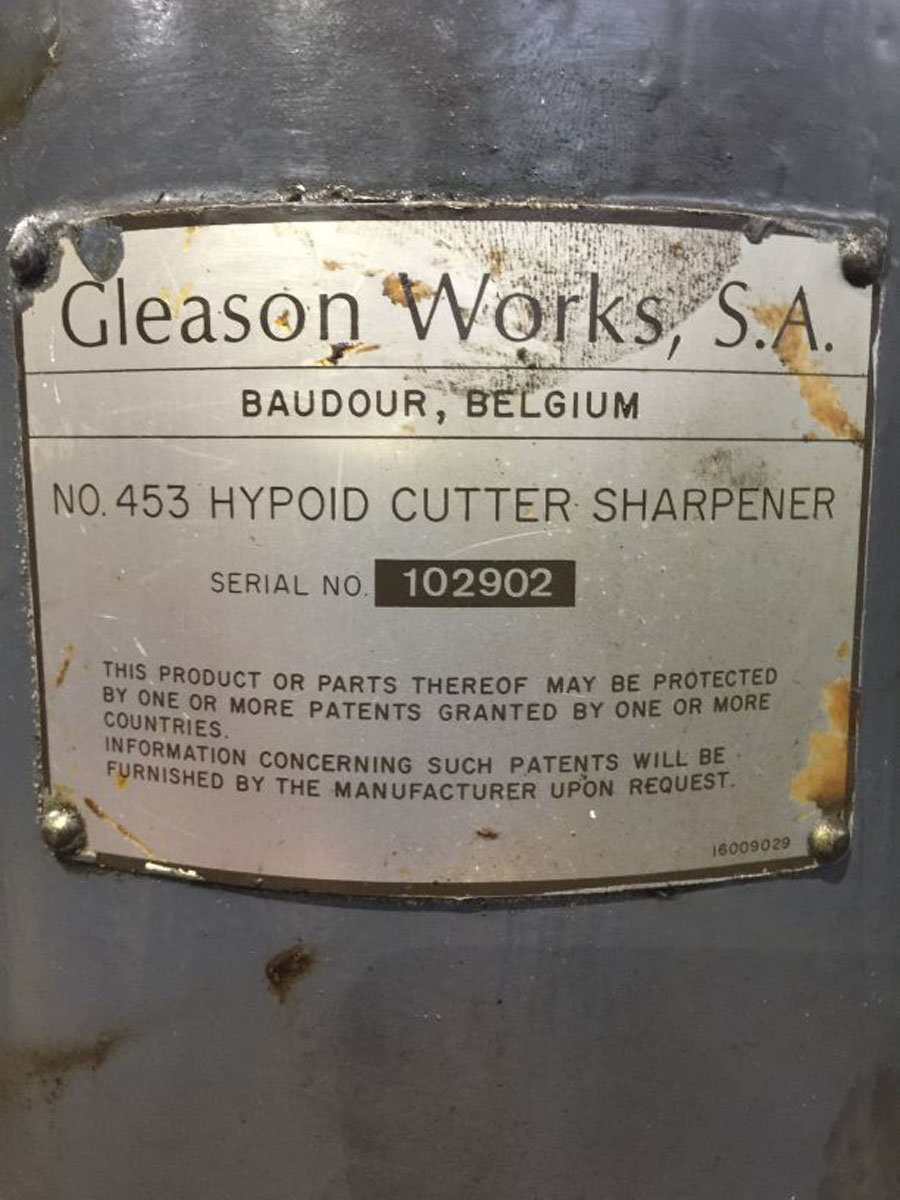 Gleason Works, S.A.
BAUDOUR, BELGIUM
NO. 453 HYPOID CUTTER SHARPENER
SERIAL NO. 102902
THIS PRODUCT OR PARTS THEREOF MAY BE PROTECTED
BY ONE OR MORE PATENTS GRANTED BY ONE OR MORE
COUNTRIES.
INFORMATION CONCERNING SUCH PATENTS WILL BE
FURNISHED BY THE MANUFACTURER UPON REQUEST.
16009029